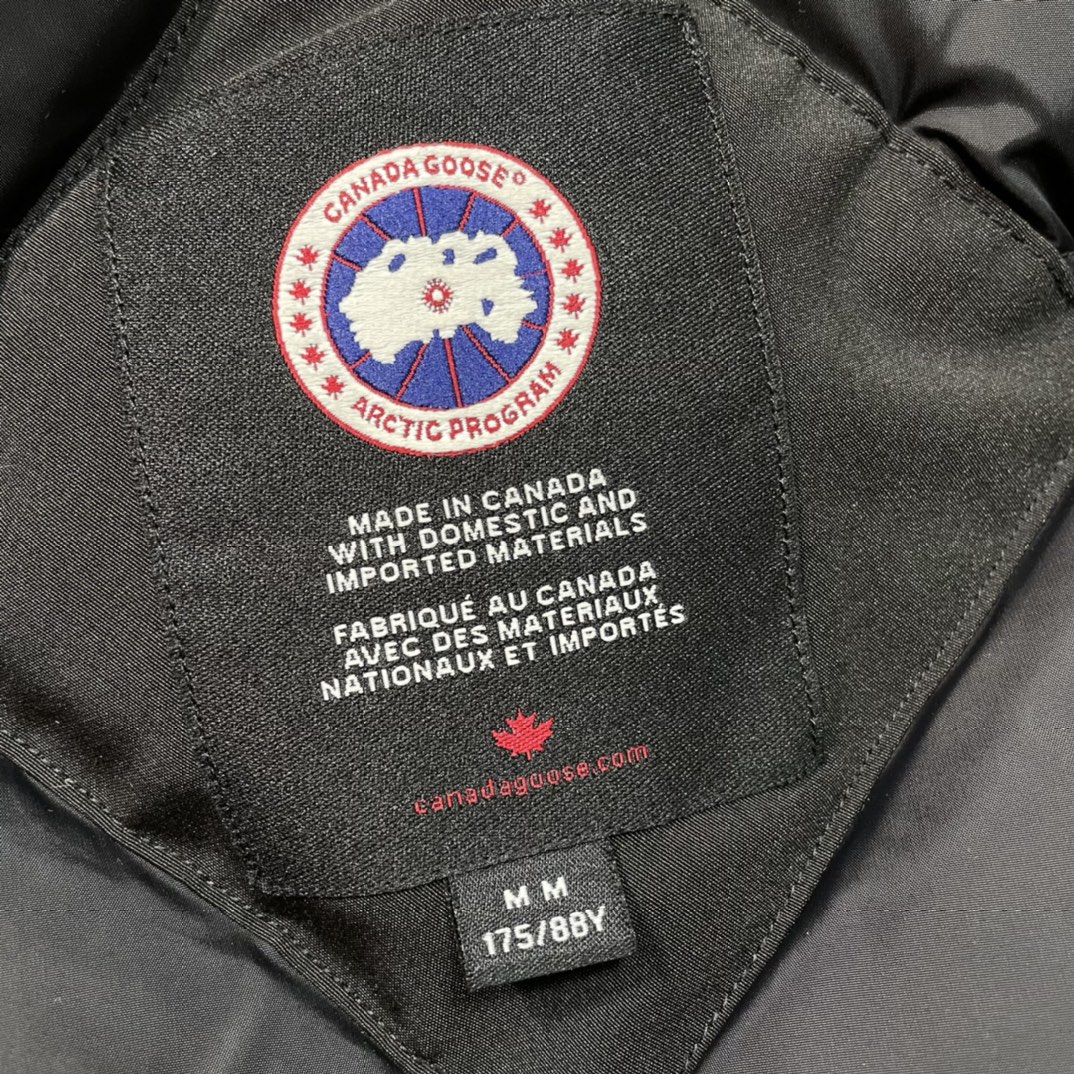 CANADA GOOSE®
ARCTIC PROGRAM
MADE IN CANADA
WITH DOMESTIC AND
IMPORTED MATERIALS
FABRIQUÉ AU CANADA
AVEC DES MATERIAUX
NATIONAUX ET IMPORTÉS
canadagoose.com
M M
175/88Y